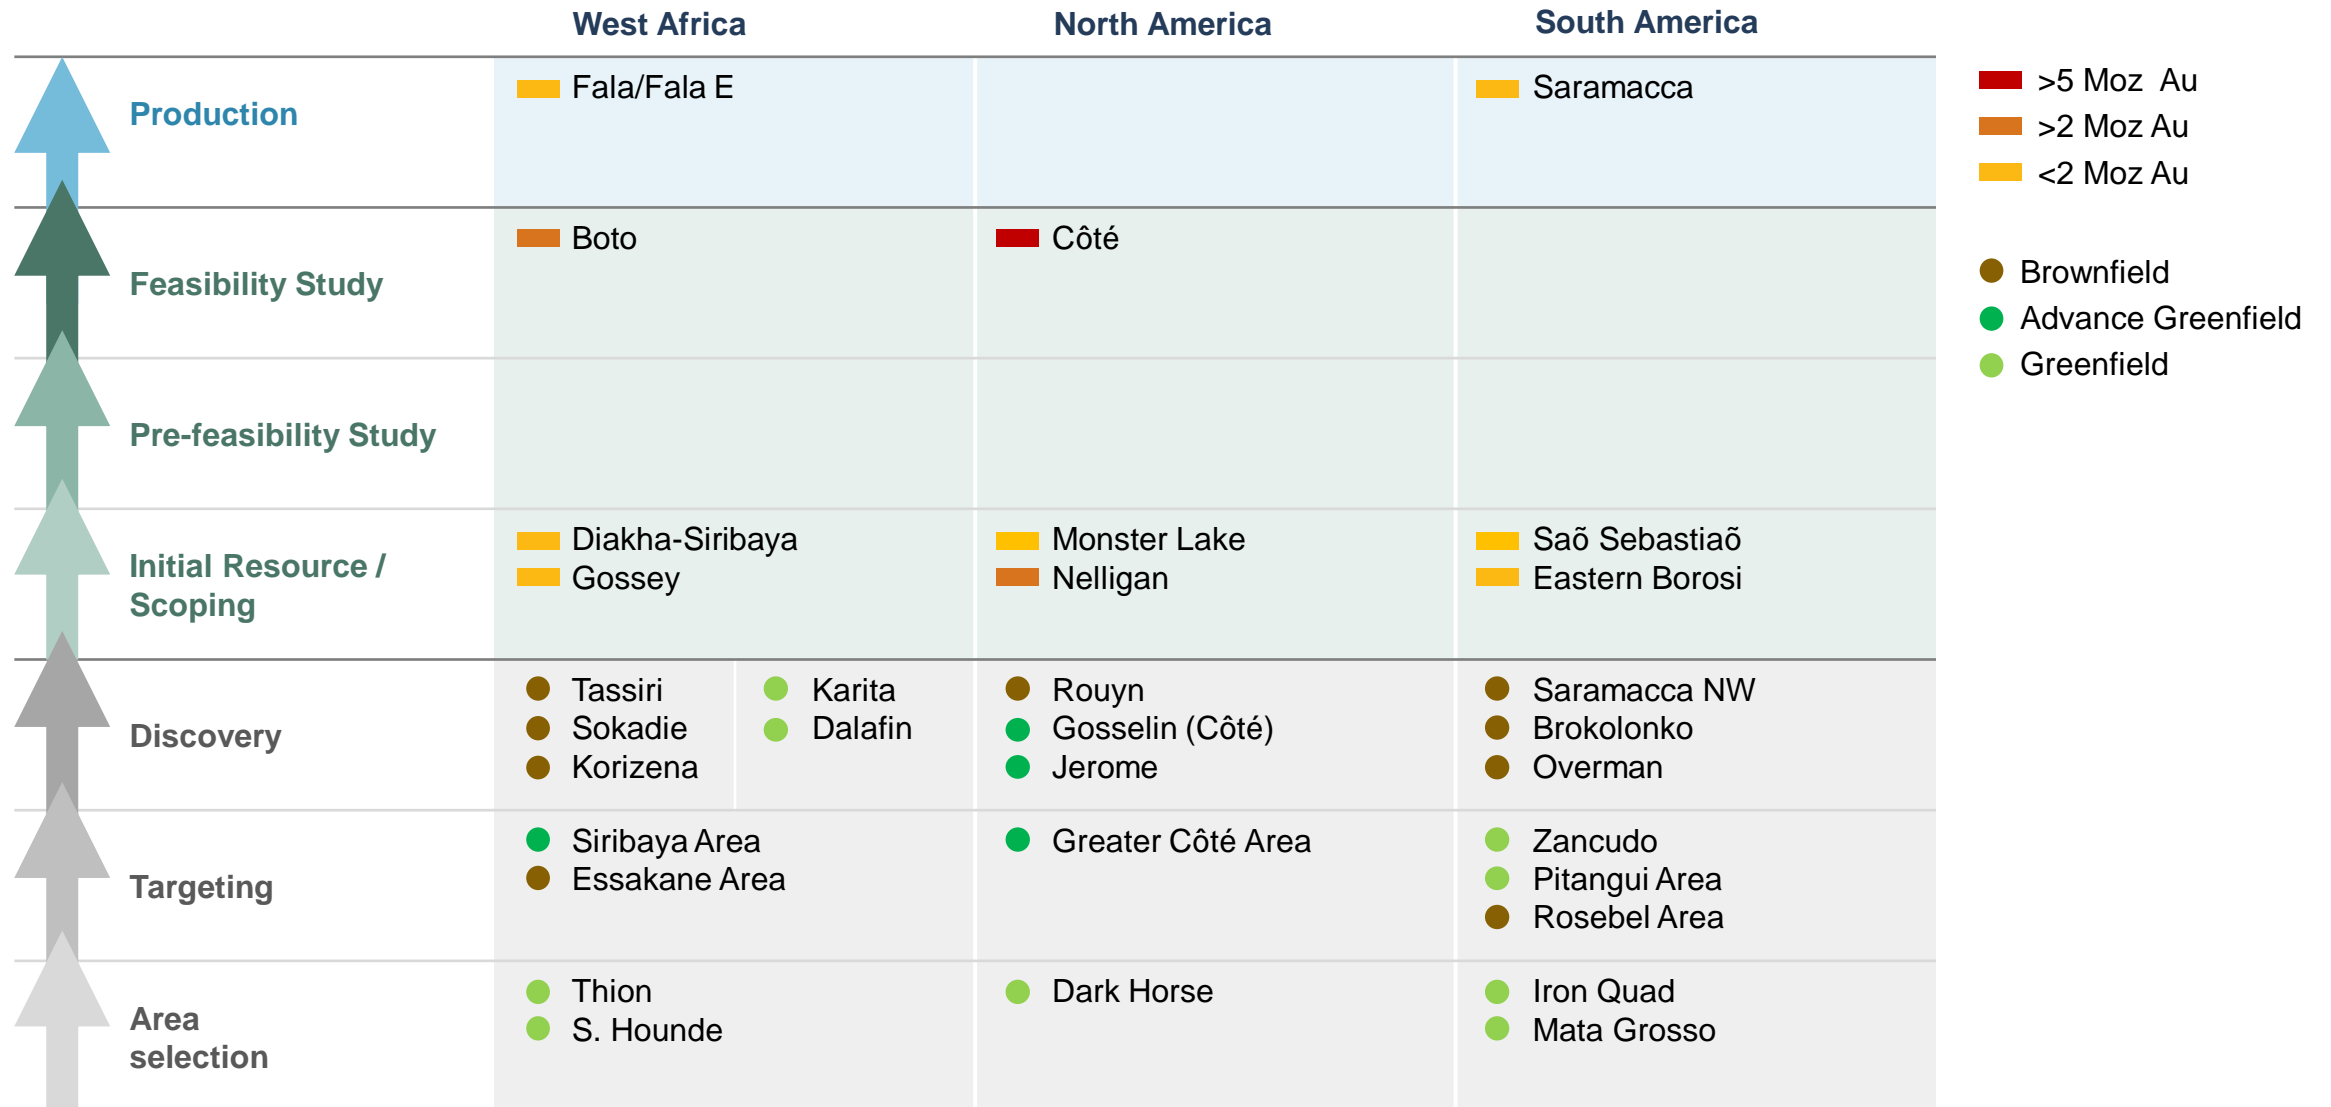 West Africa
North America
South America
Production
Fala/Fala E
Saramacca
>5 Moz  Au
>2 Moz Au
<2 Moz Au
Feasibility Study
Boto
Côté
Brownfield
Advance Greenfield
Greenfield
Pre-feasibility Study
Initial Resource /
Scoping
Diakha-Siribaya
Gossey
Monster Lake
Nelligan
Saõ Sebastiaõ
Eastern Borosi
Discovery
Tassiri
Sokadie
Korizena
Karita
Dalafin
Rouyn
Gosselin (Côté)
Jerome
Saramacca NW
Brokolonko
Overman
Targeting
Siribaya Area
Essakane Area
Greater Côté Area
Zancudo
Pitangui Area
Rosebel Area
Area
selection
Thion
S. Hounde
Dark Horse
Iron Quad
Mata Grosso